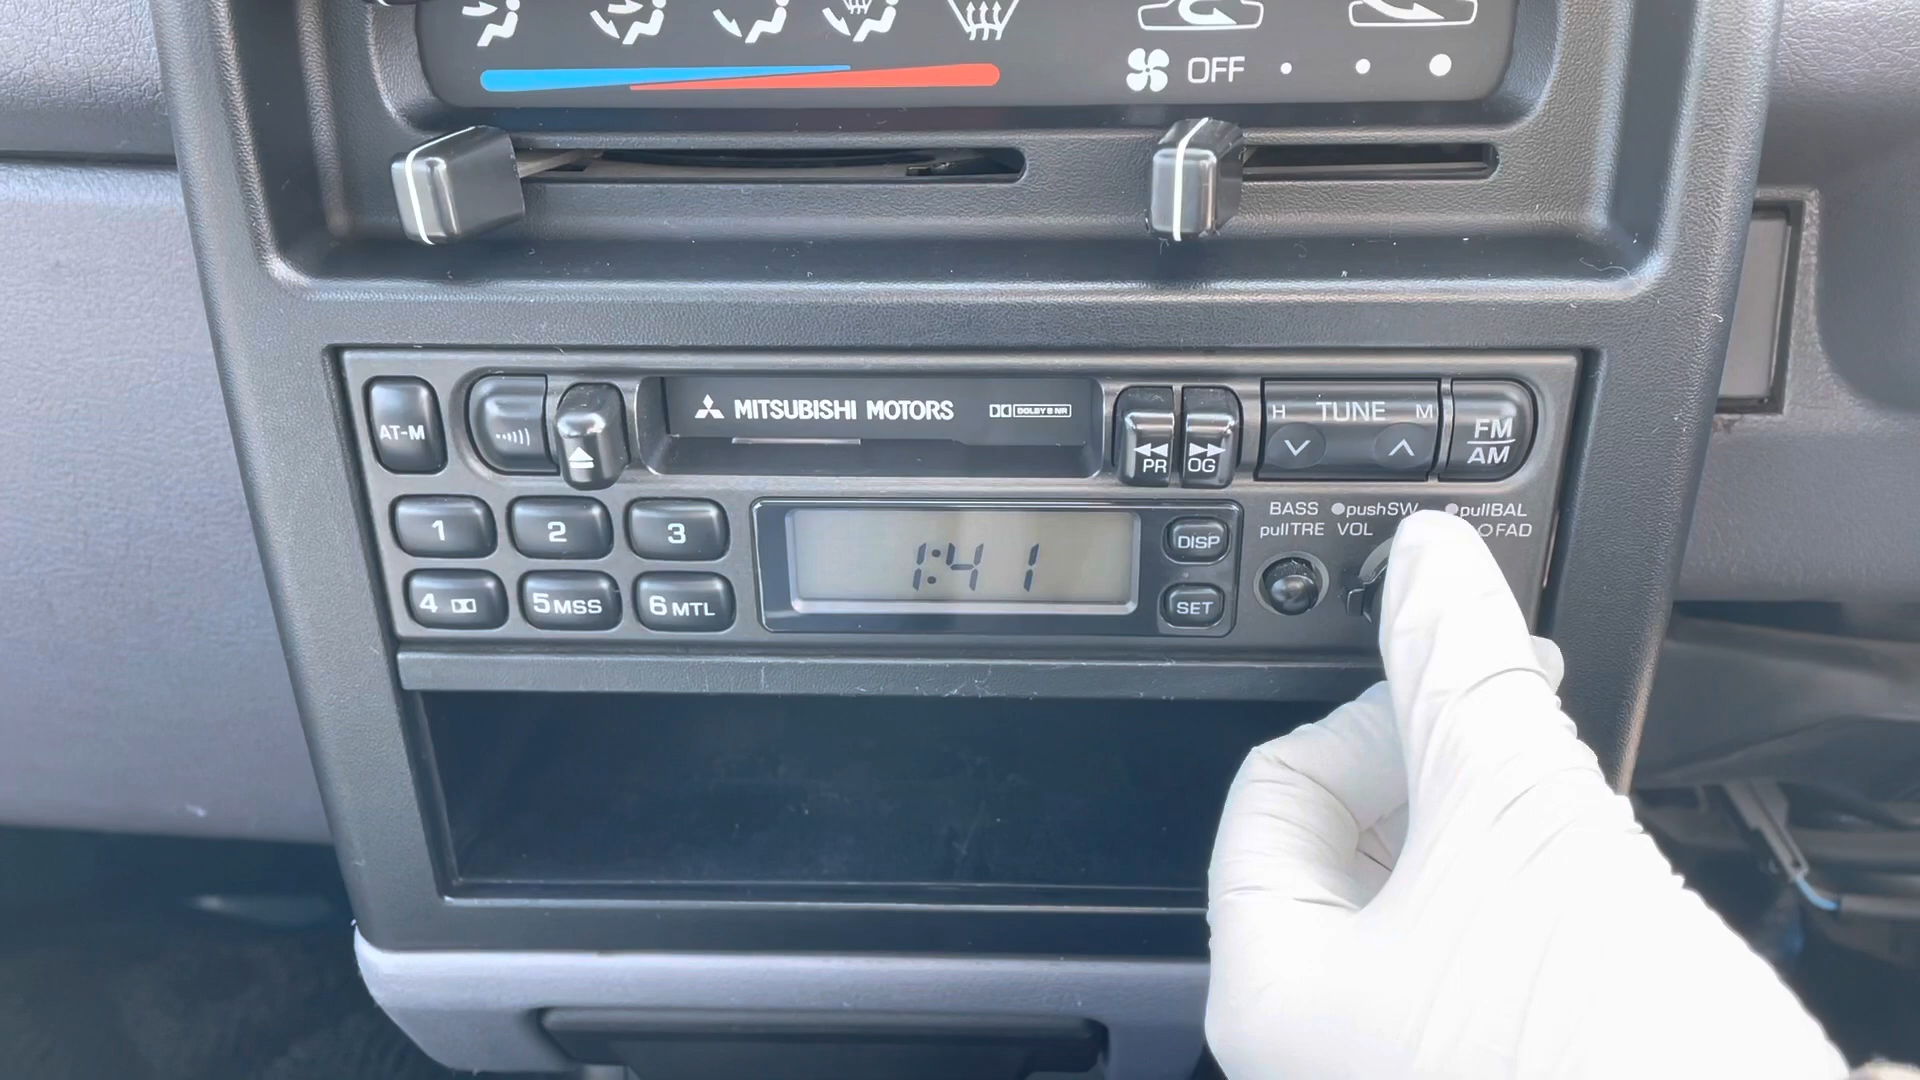 OFF
AT-M
MITSUBISHI MOTORS
DOLBY B NR
PR
OG
H TUNE M
FM
AM
1 2 3
4 5MSS 6MTL
1:41
DISP
SET
BASS pushSW pullBAL
pullTRE VOL FAD